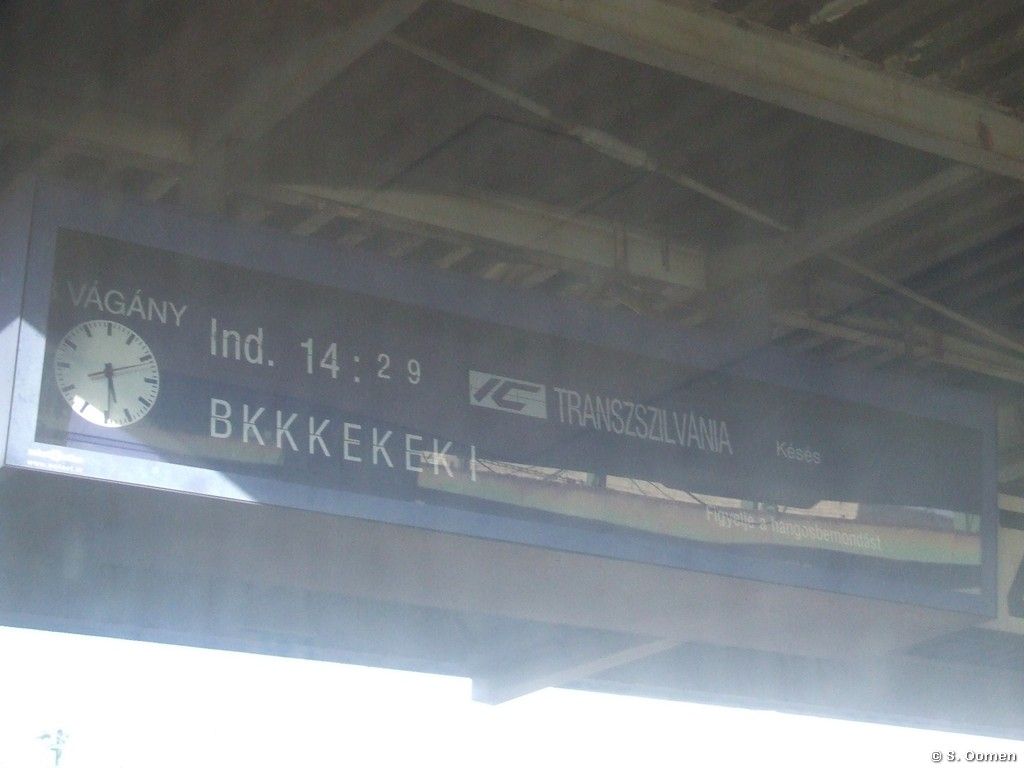 VÁGÁNY
Ind. 14:29
IC TRANSZSZILVÁNIA
Késés
BKKKEKEKI
Figyelje a hangosbemondást
© S. Oomen